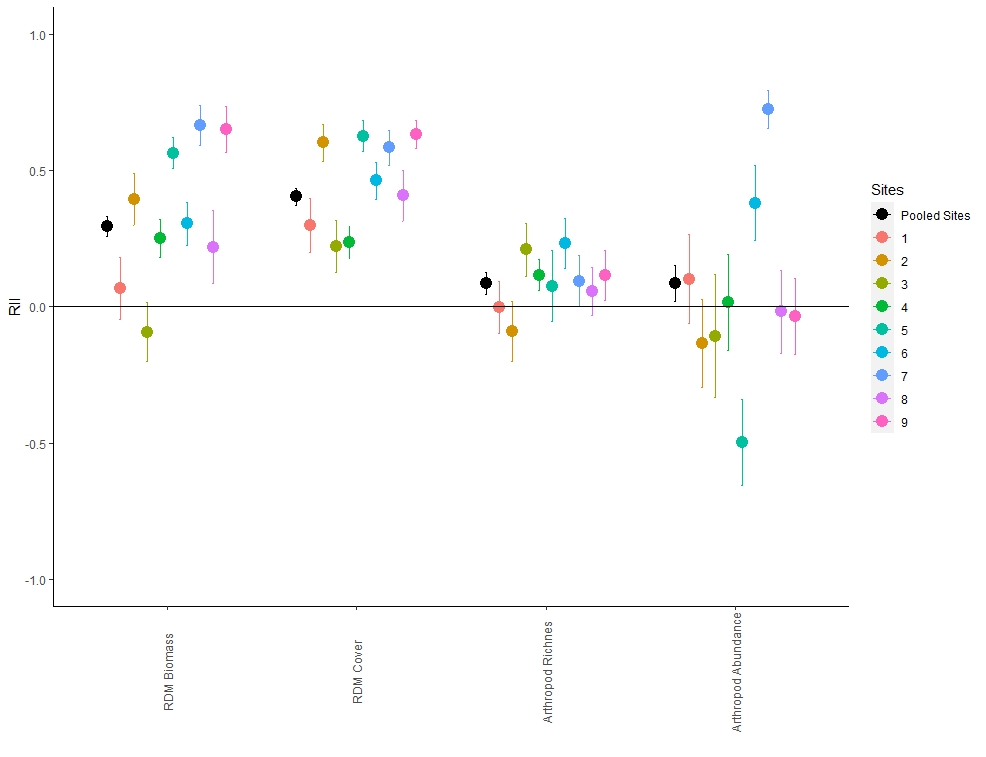 RII
1.0
0.5
0.0
-0.5
-1.0
RDM Biomass
RDM Cover
Arthropod Richnes
Arthropod Abundance
Sites
Pooled Sites
1
2
3
4
5
6
7
8
9